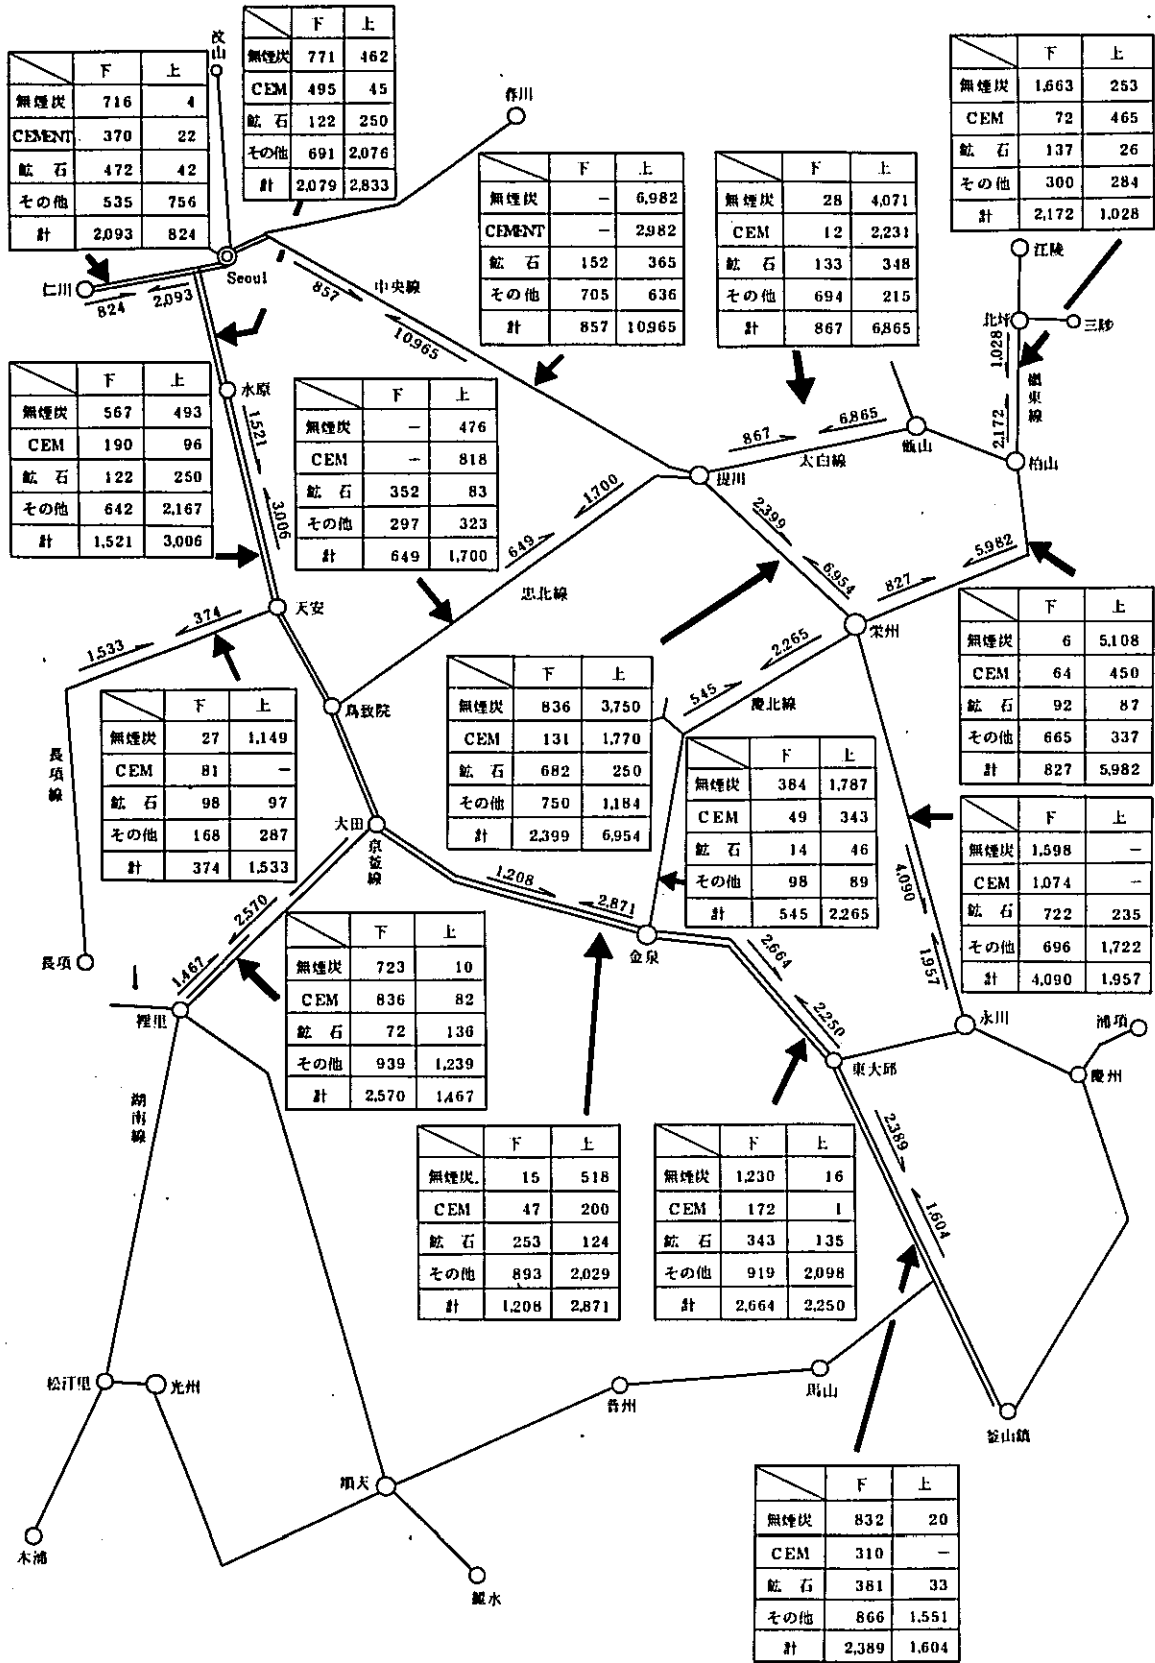 下 上
無煙炭 771 462
CEM 495 45
鉱 石 122 250
その他 691 2,076
計 2,079 2,833
汶山
下 上
無煙炭 716 4
CEMENT 370 22
鉱 石 472 42
その他 535 756
計 2,093 824
春川
下 上
無煙炭 1,663 253
CEM 72 465
鉱 石 137 26
その他 300 284
計 2,172 1,028
下 上
無煙炭 － 6,982
CEMENT － 2,982
鉱 石 152 365
その他 705 636
計 857 10,965
下 上
無煙炭 28 4,071
CEM 12 2,231
鉱 石 133 348
その他 694 215
計 867 6,865
Seoul
仁川
824
2,093
857
中央線
10,965
江陵
北坪
三陟
1,028
嶺東線
2,172
柏山
下 上
無煙炭 567 493
CEM 190 96
鉱 石 122 250
その他 642 2,167
計 1,521 3,006
水原
1,521
3,006
下 上
無煙炭 － 476
CEM － 818
鉱 石 352 83
その他 297 323
計 649 1,700
867
6,865
太白線
甑山
堤川
1,700
649
忠北線
2,399
6,954
827
5,982
栄州
天安
374
1,533
長項線
長項
鳥致院
2,265
545
慶北線
下 上
無煙炭 6 5,108
CEM 64 450
鉱 石 92 87
その他 665 337
計 827 5,982
下 上
無煙炭 27 1,149
CEM 81 －
鉱 石 98 97
その他 168 287
計 374 1,533
下 上
無煙炭 836 3,750
CEM 131 1,770
鉱 石 682 250
その他 750 1,184
計 2,399 6,954
下 上
無煙炭 384 1,787
CEM 49 343
鉱 石 14 46
その他 98 89
計 545 2,265
下 上
無煙炭 1,598 －
CEM 1,074 －
鉱 石 722 235
その他 696 1,722
計 4,090 1,957
大田
京釜線
1,208
2,871
金泉
2,570
1,467
裡里
湖南線
2,664
2,250
4,090
1,957
永川
浦項
慶州
東大邱
下 上
無煙炭 723 10
CEM 836 82
鉱 石 72 136
その他 939 1,239
計 2,570 1,467
2,389
1,604
下 上
無煙炭 15 518
CEM 47 200
鉱 石 253 124
その他 893 2,029
計 1,208 2,871
下 上
無煙炭 1,230 16
CEM 172 1
鉱 石 343 135
その他 919 2,098
計 2,664 2,250
松汀里
光州
晋州
馬山
釜山鎮
順天
木浦
麗水
下 上
無煙炭 832 20
CEM 310 －
鉱 石 381 33
その他 866 1,551
計 2,389 1,604